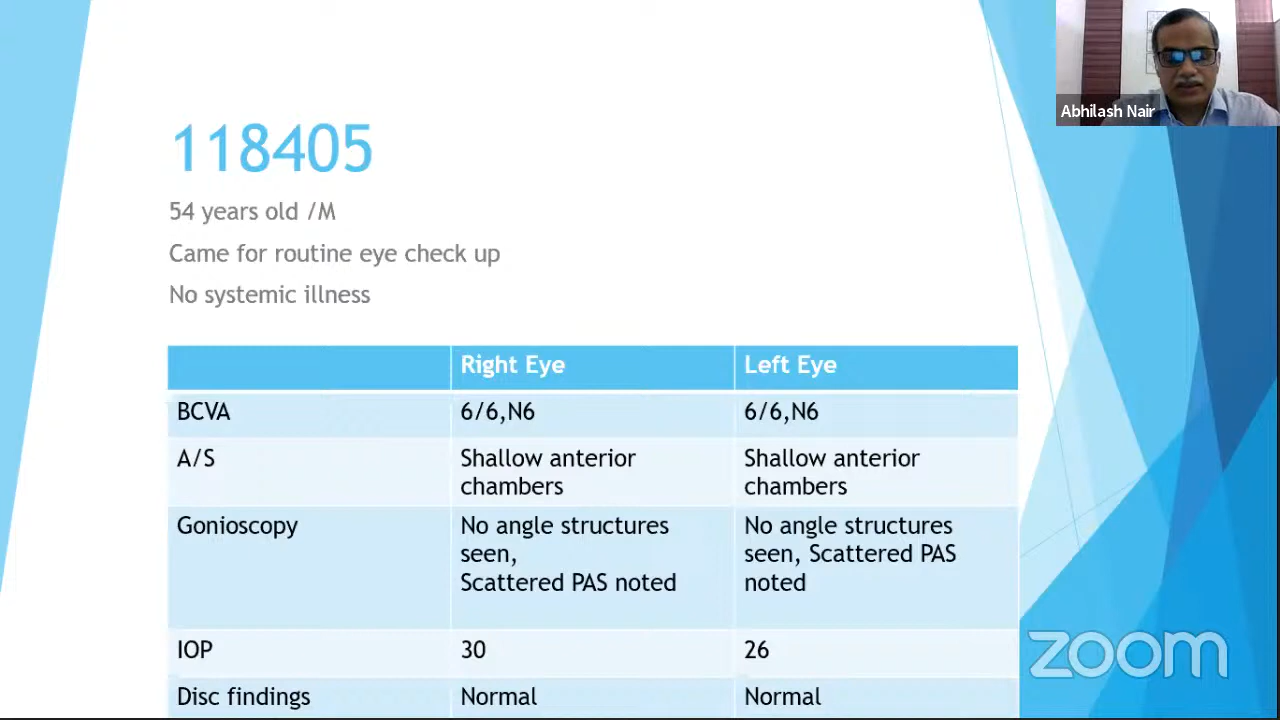 Abhilash Nair
118405
54 years old /M
Came for routine eye check up
No systemic illness
Right Eye Left Eye
BCVA 6/6,N6 6/6,N6
A/S Shallow anterior chambers Shallow anterior chambers
Gonioscopy No angle structures seen, Scattered PAS noted No angle structures seen, Scattered PAS noted
IOP 30 26
Disc findings Normal Normal
zoom